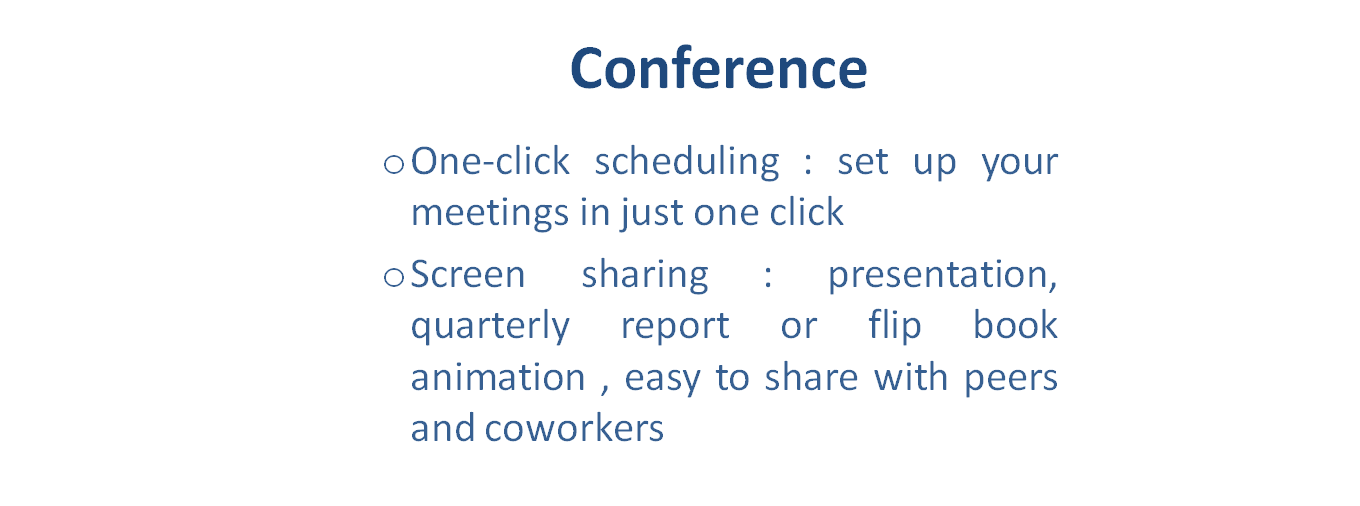 Conference
○One-click scheduling : set up your
meetings in just one click
○Screen sharing : presentation,
quarterly report or flip book
animation , easy to share with peers
and coworkers